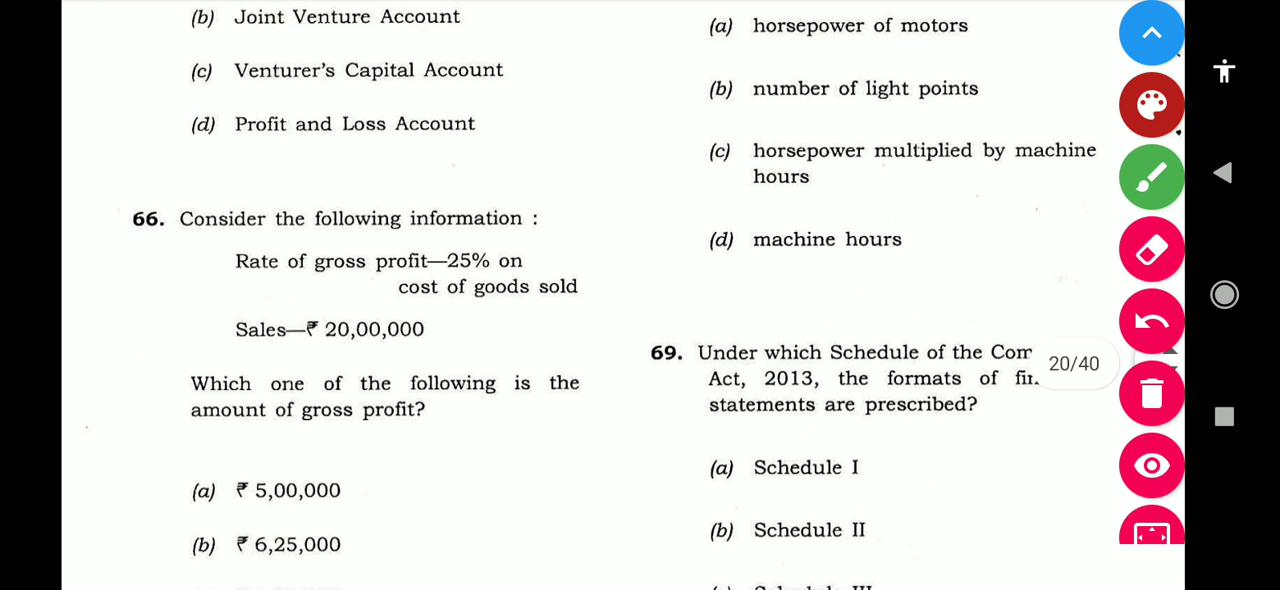 (b) Joint Venture Account
(c) Venturer's Capital Account
(d) Profit and Loss Account
66. Consider the following information :
Rate of gross profit—25% on
cost of goods sold
Sales—₹ 20,00,000
Which one of the following is the
amount of gross profit?
(a) ₹ 5,00,000
(b) ₹ 6,25,000
(a) horsepower of motors
(b) number of light points
(c) horsepower multiplied by machine
hours
(d) machine hours
69. Under which Schedule of the Com
Act, 2013, the formats of fin
statements are prescribed?
(a) Schedule I
(b) Schedule II
20/40